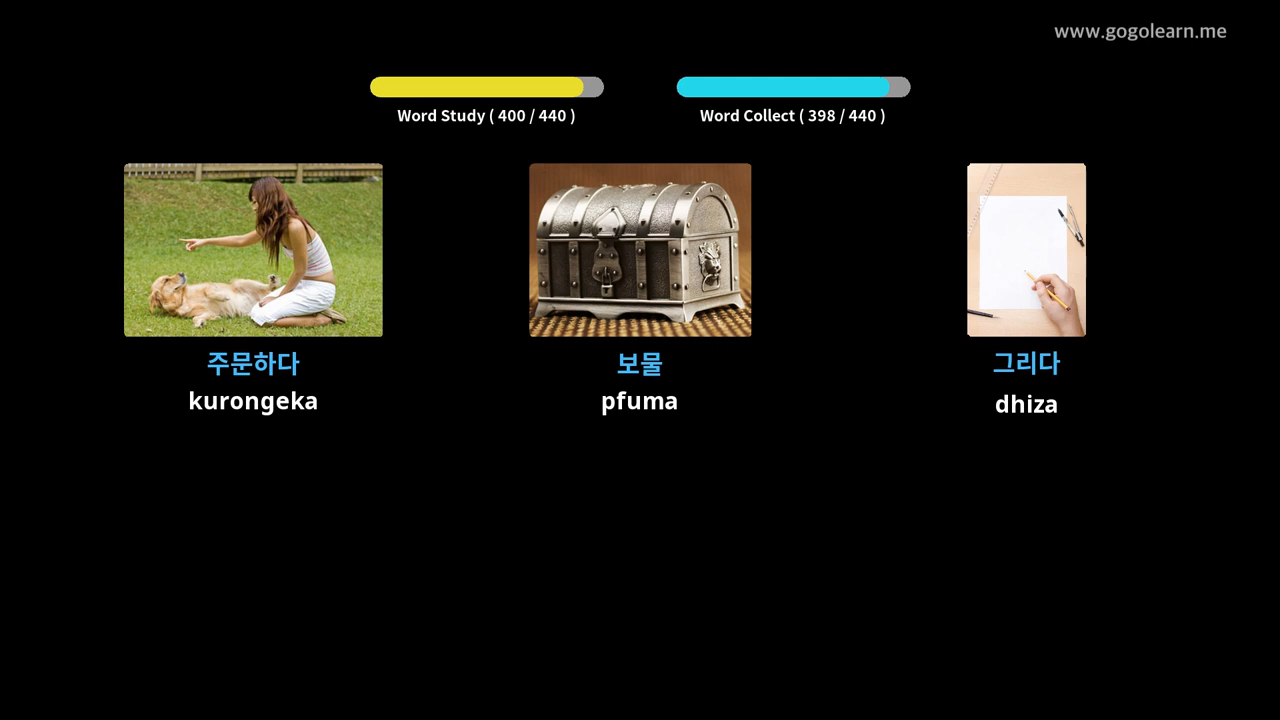 www.gogolearn.me
Word Study ( 400 / 440 )
Word Collect ( 398 / 440 )
주문하다
kurongeka
보물
pfuma
그리다
dhiza